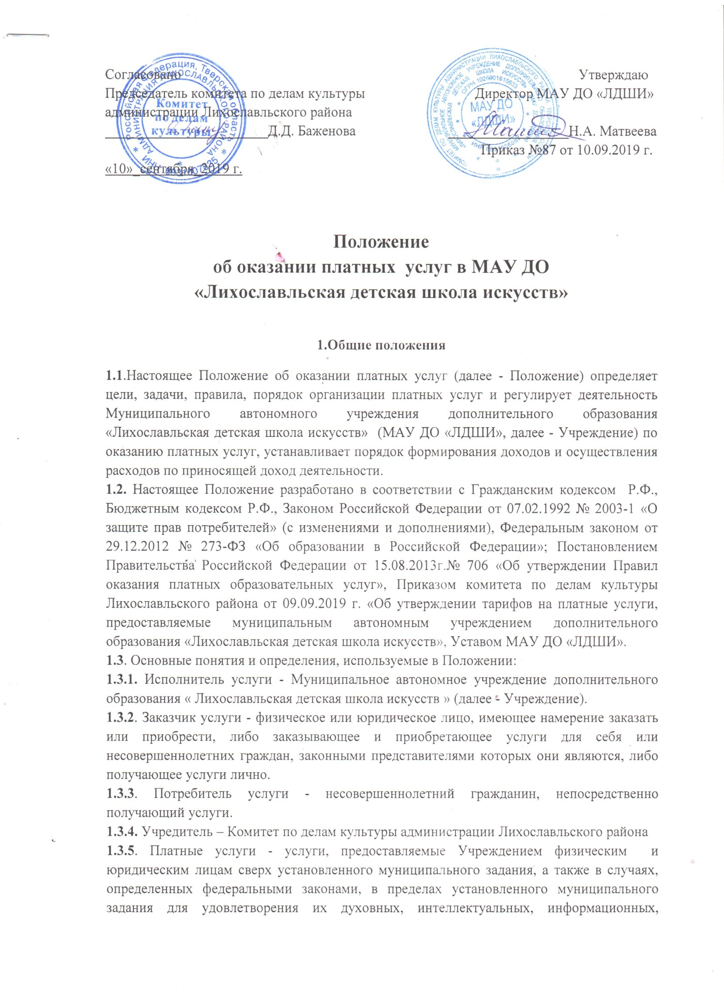 Согласовано
Утверждаю
Председатель комитета по делам культуры
Директор МАУ ДО «ЛДШИ»
администрации Лихославльского района
Д.Д. Баженова
Н.А. Матвеева
Приказ №87 от 10.09.2019 г.
«10»_сентября_2019 г.
Комитет
по делам
культуры
МАУ ДО
«ЛДШИ»
Положение
об оказании платных услуг в МАУ ДО
«Лихославльская детская школа искусств»
1.Общие положения
1.1.Настоящее Положение об оказании платных услуг (далее - Положение) определяет
цели, задачи, правила, порядок организации платных услуг и регулирует деятельность
Муниципального автономного учреждения дополнительного образования
«Лихославльская детская школа искусств» (МАУ ДО «ЛДШИ», далее - Учреждение) по
оказанию платных услуг, устанавливает порядок формирования доходов и осуществления
расходов по приносящей доход деятельности.
1.2. Настоящее Положение разработано в соответствии с Гражданским кодексом Р.Ф.,
Бюджетным кодексом Р.Ф., Законом Российской Федерации от 07.02.1992 № 2003-1 «О
защите прав потребителей» (с изменениями и дополнениями), Федеральным законом от
29.12.2012 № 273-ФЗ «Об образовании в Российской Федерации»; Постановлением
Правительства Российской Федерации от 15.08.2013г.№ 706 «Об утверждении Правил
оказания платных образовательных услуг», Приказом комитета по делам культуры
Лихославльского района от 09.09.2019 г. «Об утверждении тарифов на платные услуги,
предоставляемые муниципальным автономным учреждением дополнительного
образования «Лихославльская детская школа искусств», Уставом МАУ ДО «ЛДШИ».
1.3. Основные понятия и определения, используемые в Положении:
1.3.1. Исполнитель услуги - Муниципальное автономное учреждение дополнительного
образования « Лихославльская детская школа искусств » (далее - Учреждение).
1.3.2. Заказчик услуги - физическое или юридическое лицо, имеющее намерение заказать
или приобрести, либо заказывающее и приобретающее услуги для себя или
несовершеннолетних граждан, законными представителями которых они являются, либо
получающее услуги лично.
1.3.3. Потребитель услуги - несовершеннолетний гражданин, непосредственно
получающий услуги.
1.3.4. Учредитель – Комитет по делам культуры администрации Лихославльского района
1.3.5. Платные услуги - услуги, предоставляемые Учреждением физическим и
юридическим лицам сверх установленного муниципального задания, а также в случаях,
определенных федеральными законами, в пределах установленного муниципального
задания для удовлетворения их духовных, интеллектуальных, информационных,